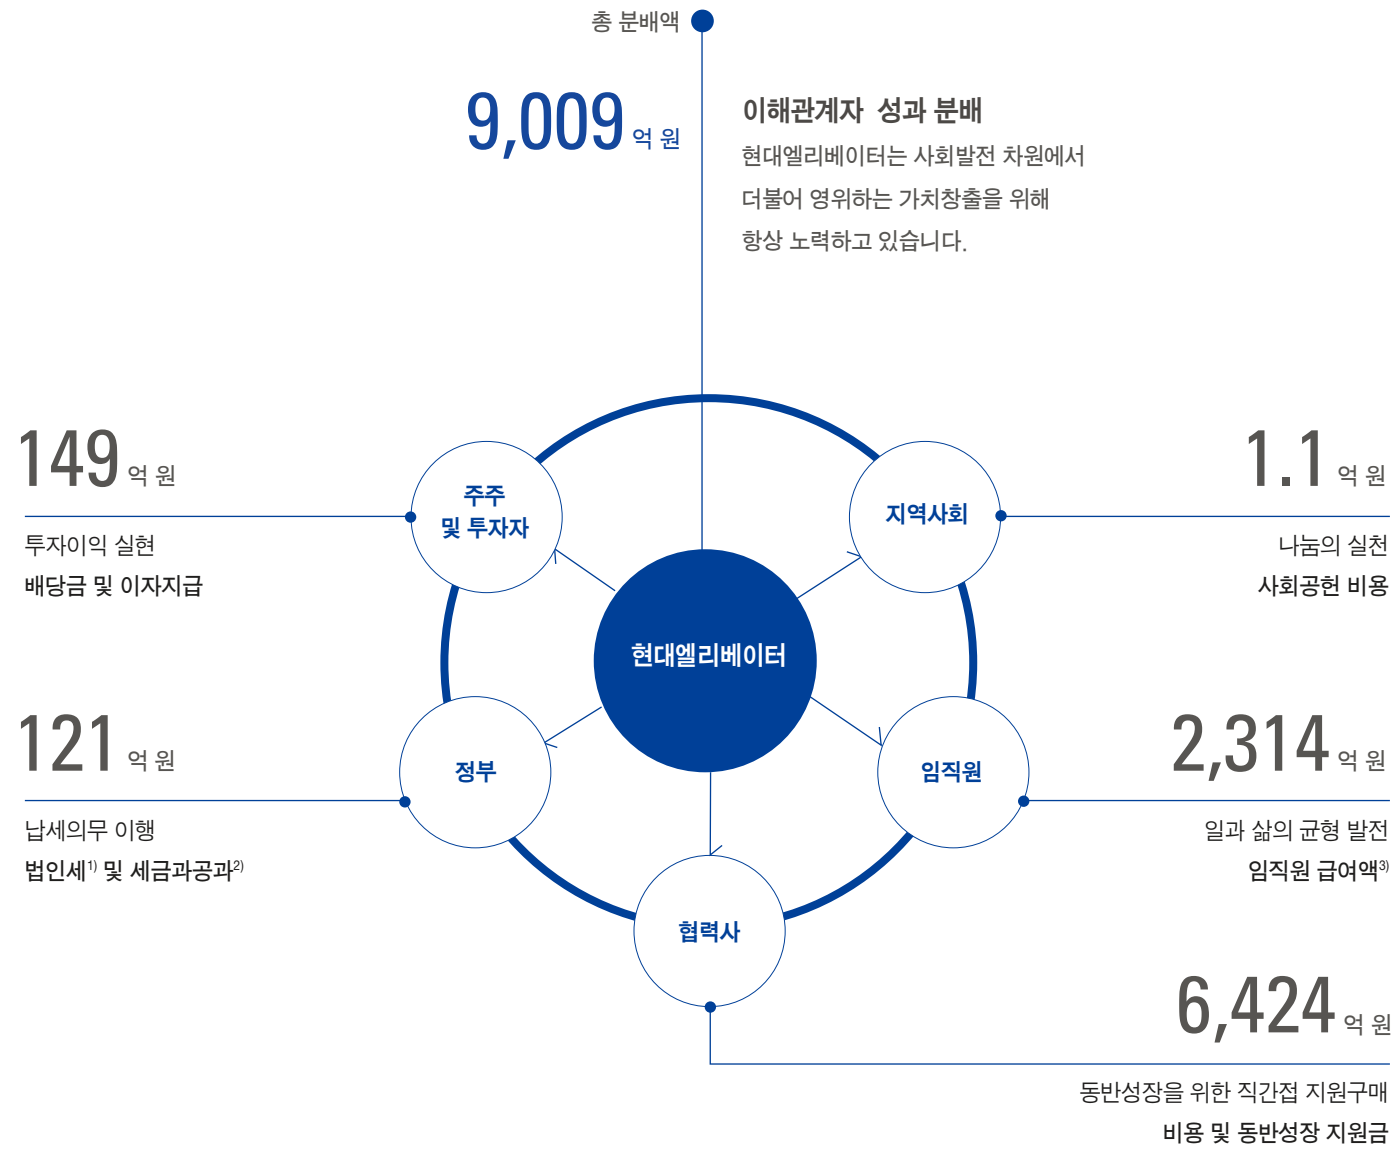 총 분배액
9,009 억 원
이해관계자 성과 분배
현대엘리베이터는 사회발전 차원에서
더불어 영위하는 가치창출을 위해
항상 노력하고 있습니다.
149 억 원
투자이익 실현
배당금 및 이자지급
주주
및 투자자
지역사회
1.1 억 원
나눔의 실천
사회공헌 비용
현대엘리베이터
121 억 원
납세의무 이행
법인세1) 및 세금과공과2)
정부
임직원
2,314 억 원
일과 삶의 균형 발전
임직원 급여액3)
협력사
6,424 억 원
동반성장을 위한 직간접 지원구매
비용 및 동반성장 지원금